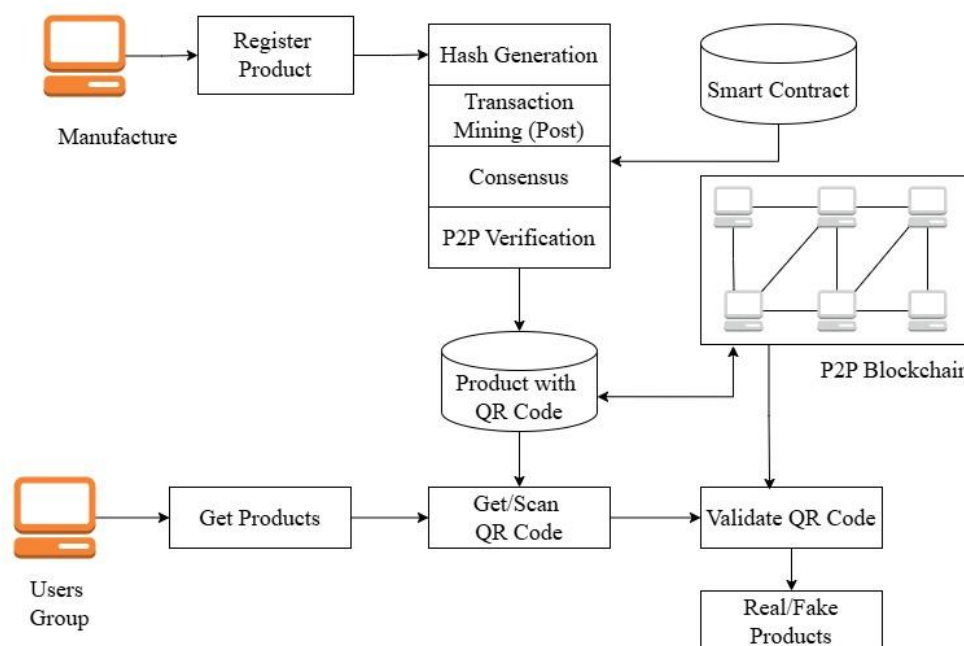 Register
Product
Manufacture
Hash Generation
Transaction
Mining (Post)
Consensus
P2P Verification
Smart Contract
P2P Blockchain
Product with
QR Code
Users
Group
Get Products
Get/Scan
QR Code
Validate QR Code
Real/Fake
Products